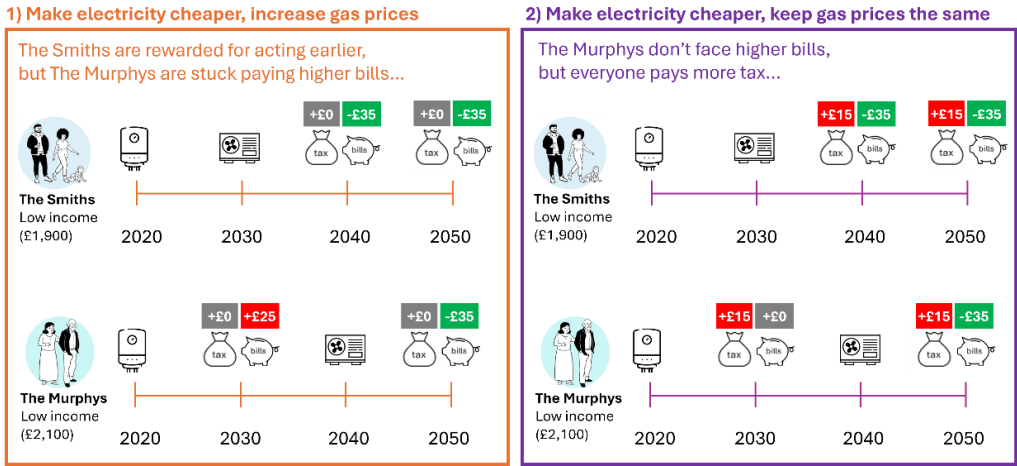 1) Make electricity cheaper, increase gas prices
The Smiths are rewarded for acting earlier,
but The Murphys are stuck paying higher bills...
+£0 -£35 +£0 -£35
tax bills tax bills
The Smiths
Low income
(£1,900)
2020 2030 2040 2050
+£0 +£25 +£0 -£35
tax bills tax bills
The Murphys
Low income
(£2,100)
2020 2030 2040 2050
2) Make electricity cheaper, keep gas prices the same
The Murphys don’t face higher bills,
but everyone pays more tax...
+£15 -£35 +£15 -£35
tax bills tax bills
The Smiths
Low income
(£1,900)
2020 2030 2040 2050
+£15 +£0 +£15 -£35
tax bills tax bills
The Murphys
Low income
(£2,100)
2020 2030 2040 2050